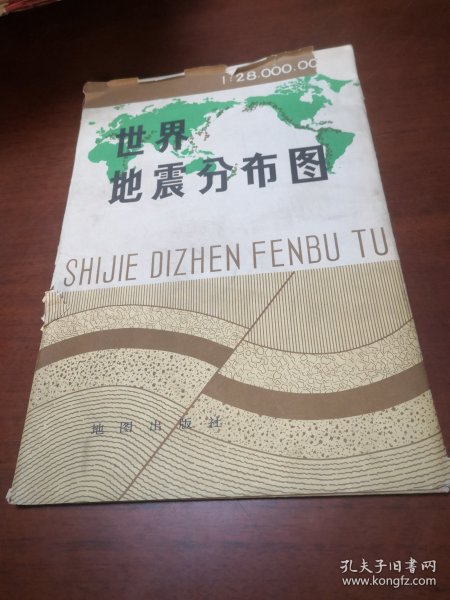 1:28.000.00
世界
地震分布图
SHIJIE DIZHEN FENBU TU
地图出版社
孔夫子旧书网
www.kongfz.com